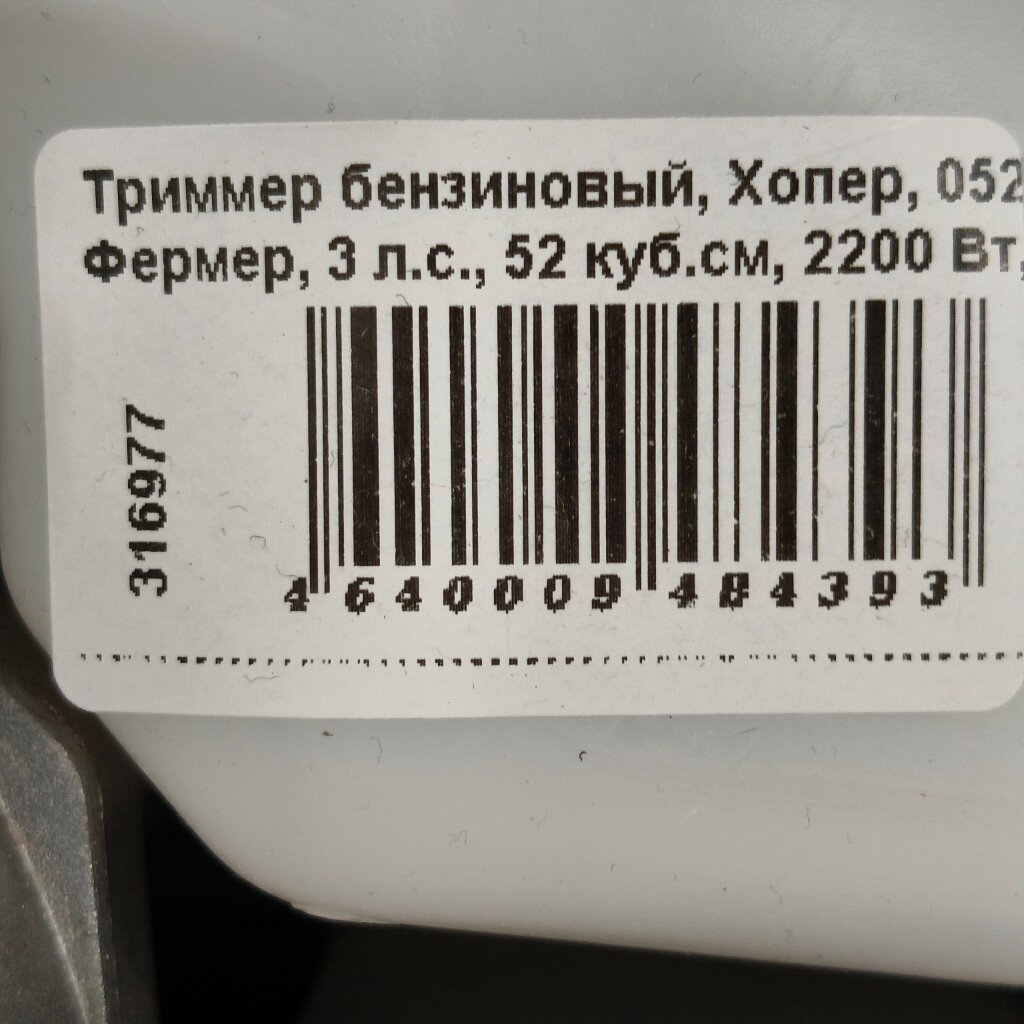 Триммер бензиновый, Хопер, 052
Фермер, 3 л.с., 52 куб.см, 2200 Вт,
316977
4 640009 484393